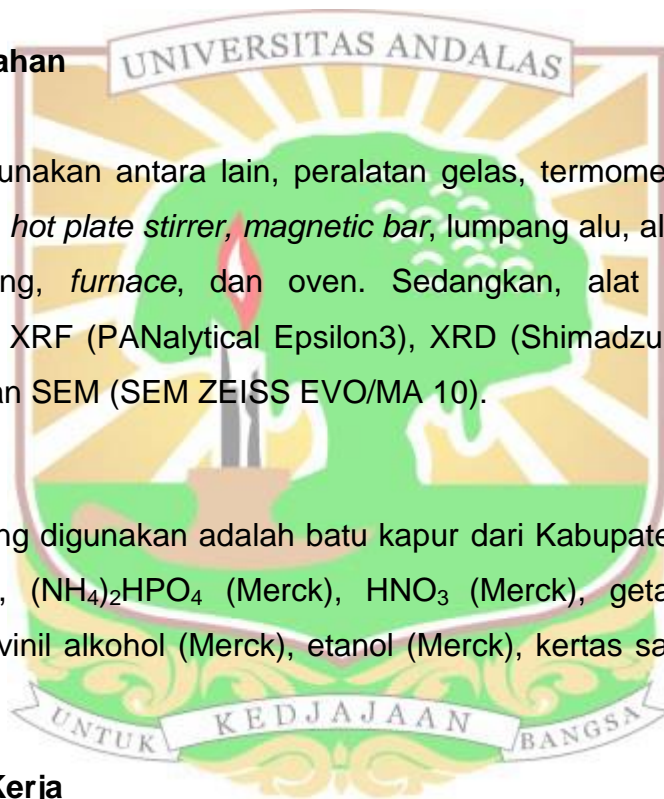 UNIVERSITAS ANDALAS
ahan
unakan antara lain, peralatan gelas, termome
hot plate stirrer, magnetic bar, lumpang alu, al
ng, furnace, dan oven. Sedangkan, alat
XRF (PANalytical Epsilon3), XRD (Shimadzu
an SEM (SEM ZEISS EVO/MA 10).
ng digunakan adalah batu kapur dari Kabupate
, (NH₄)₂HPO₄ (Merck), HNO₃ (Merck), geta
vinil alkohol (Merck), etanol (Merck), kertas sa
UNTUK KEDJAJAAN BANGSA
Kerja